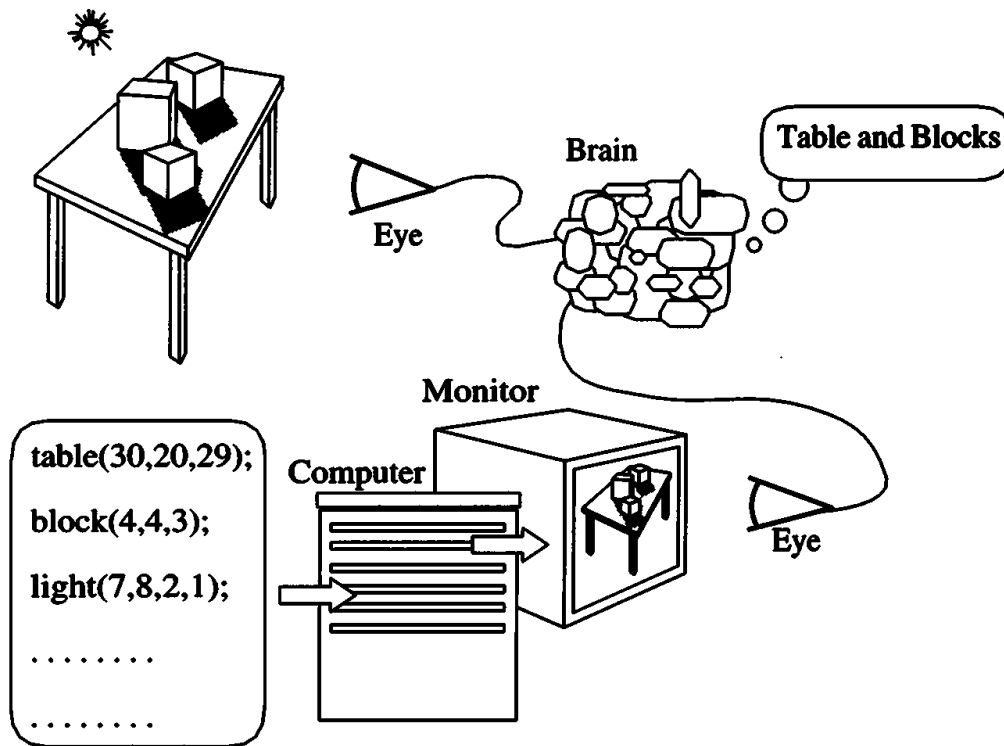 Table and Blocks
Brain
Eye
Monitor
table(30,20,29);
Computer
block(4,4,3);
Eye
light(7,8,2,1);
. . . . . . . .
. . . . . . . .